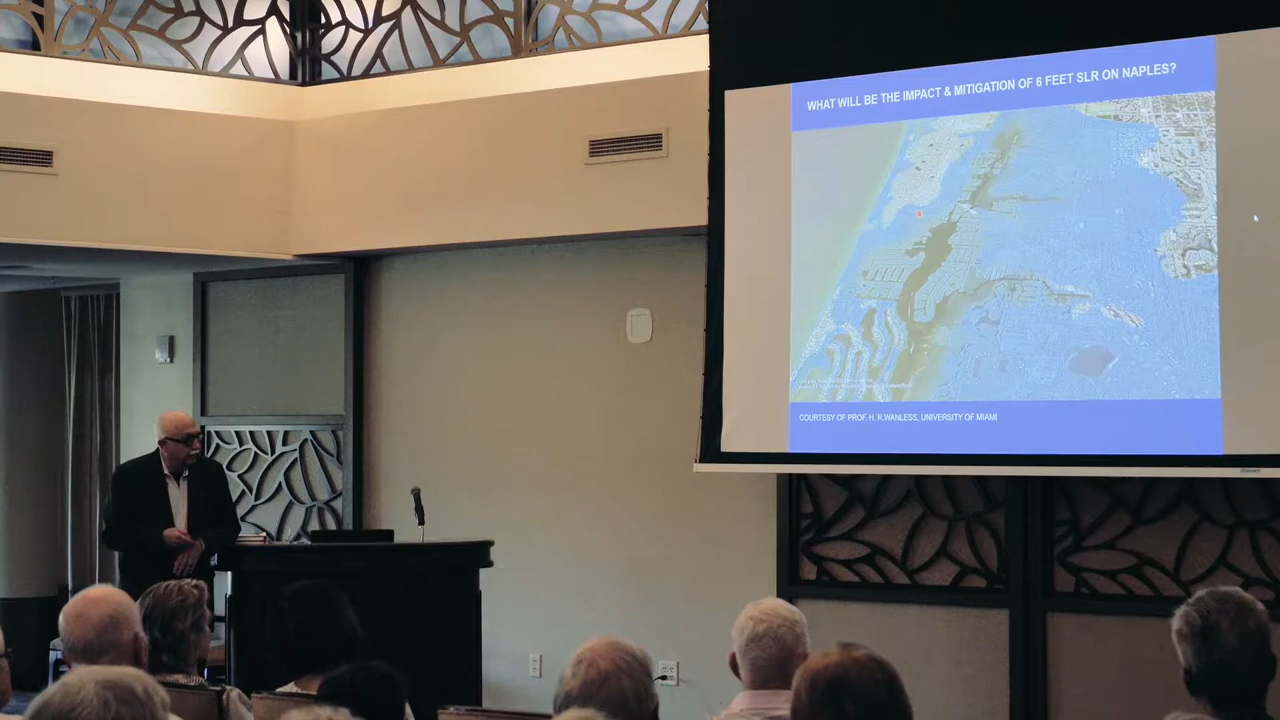 WHAT WILL BE THE IMPACT & MITIGATION OF 6 FEET SLR ON NAPLES?
COURTESY OF PROF. H. R.WANLESS, UNIVERSITY OF MIAMI